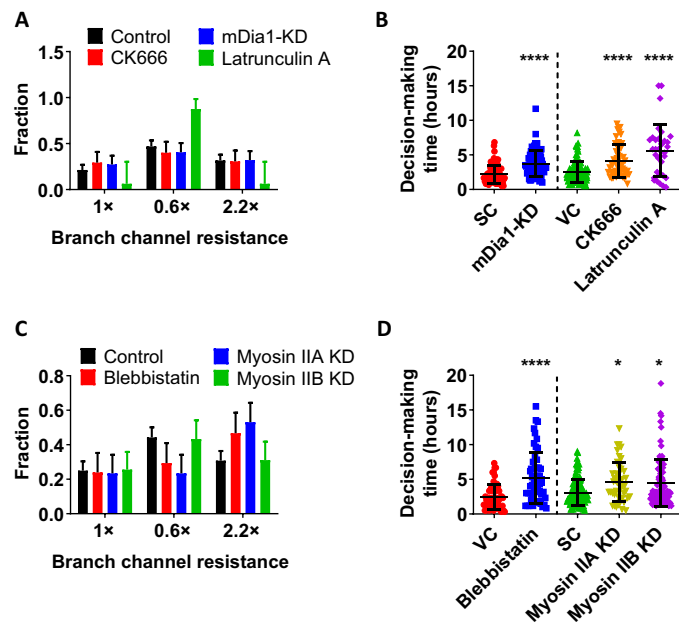 A
Control
mDia1-KD
CK666
Latrunculin A
Fraction
1.5
1.0
0.5
0.0
1×
0.6×
2.2×
Branch channel resistance
B
Decision-making
time (hours)
20
15
10
5
0
****
****
****
SC
mDia1-KD
VC
CK666
Latrunculin A
C
Control
Myosin IIA KD
Blebbistatin
Myosin IIB KD
Fraction
0.8
0.6
0.4
0.2
0.0
1×
0.6×
2.2×
Branch channel resistance
D
Decision-making
time (hours)
20
15
10
5
0
****
*
*
VC
Blebbistatin
SC
Myosin IIA KD
Myosin IIB KD